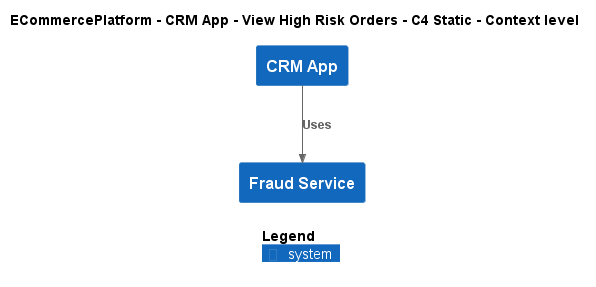 ECommercePlatform - CRM App - View High Risk Orders - C4 Static - Context level
CRM App
Uses
Fraud Service
Legend
system